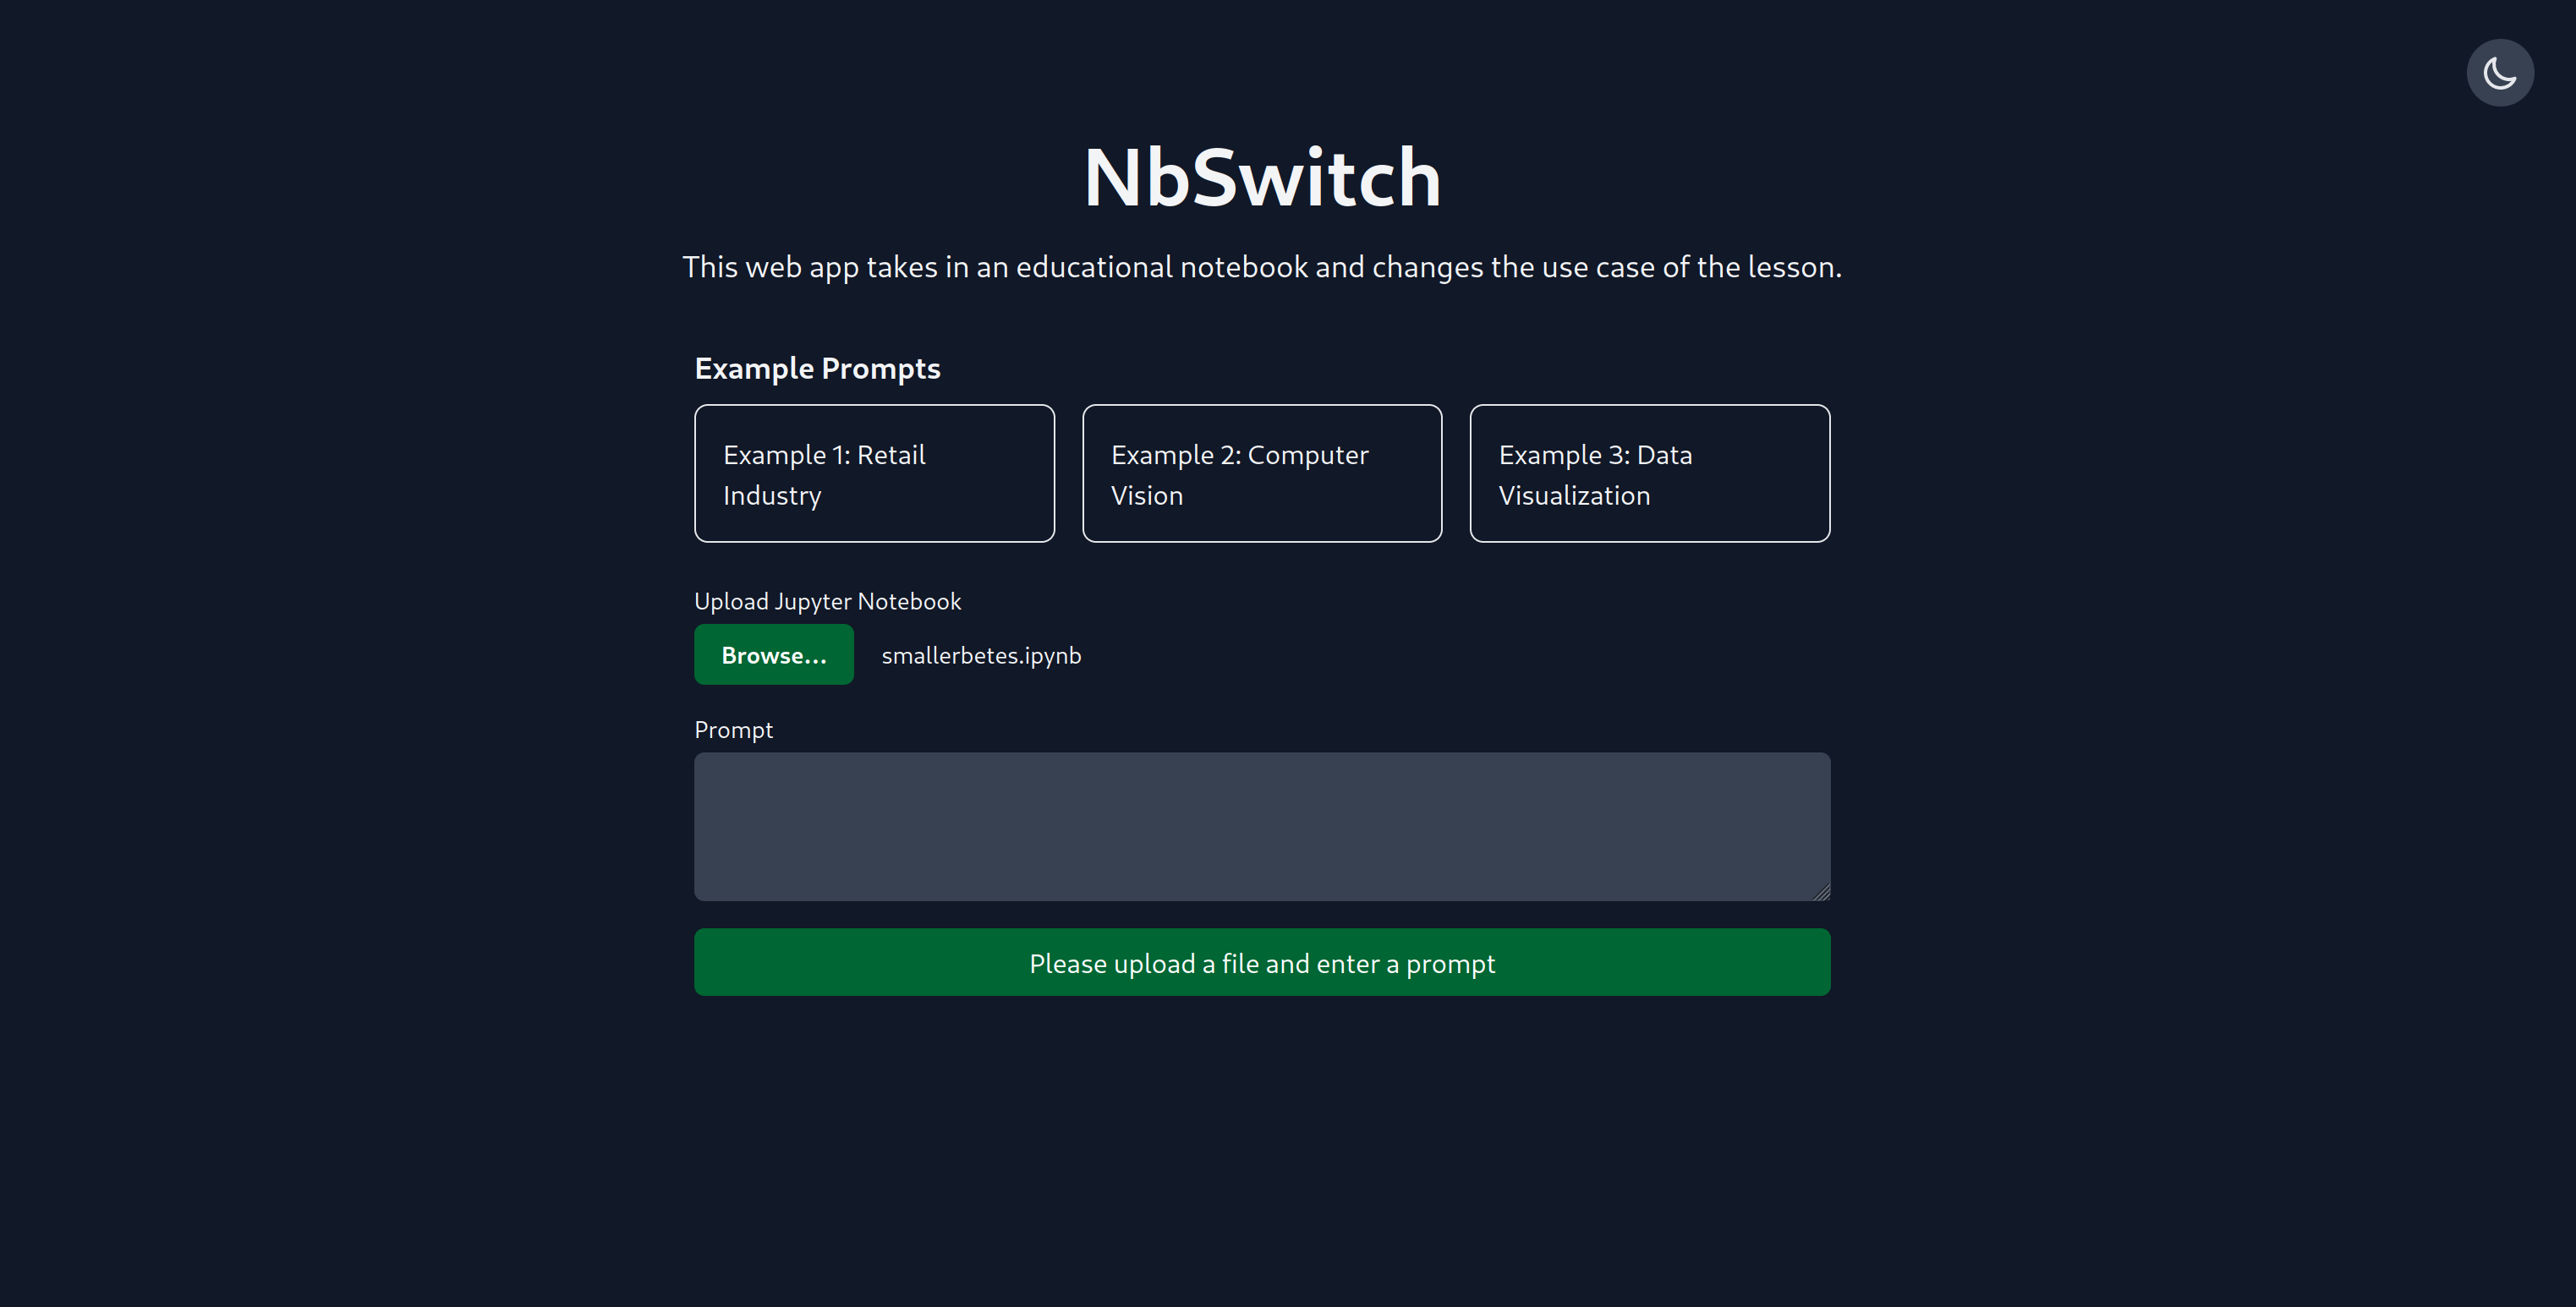 NbSwitch
This web app takes in an educational notebook and changes the use case of the lesson.
Example Prompts
Example 1: Retail
Industry
Example 2: Computer
Vision
Example 3: Data
Visualization
Upload Jupyter Notebook
Browse... smallerbetes.ipynb
Prompt
Please upload a file and enter a prompt